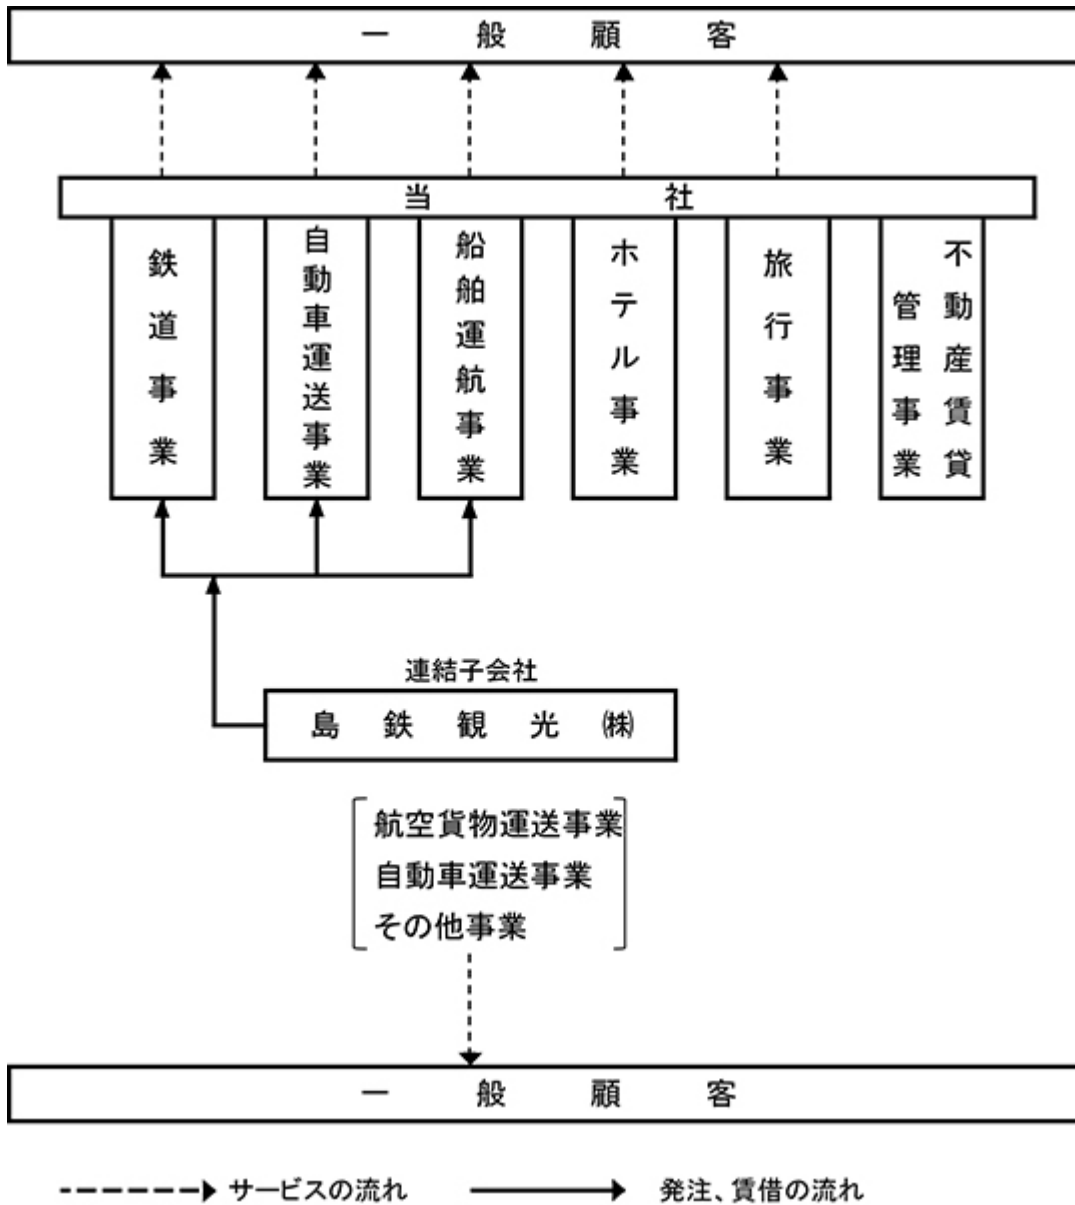 一般顧客
当社
鉄道事業
自動車運送事業
船舶運航事業
ホテル事業
旅行事業
不動産賃貸
管理事業
連結子会社
島鉄観光㈱
航空貨物運送事業
自動車運送事業
その他事業
一般顧客
サービスの流れ
発注、賃借の流れ